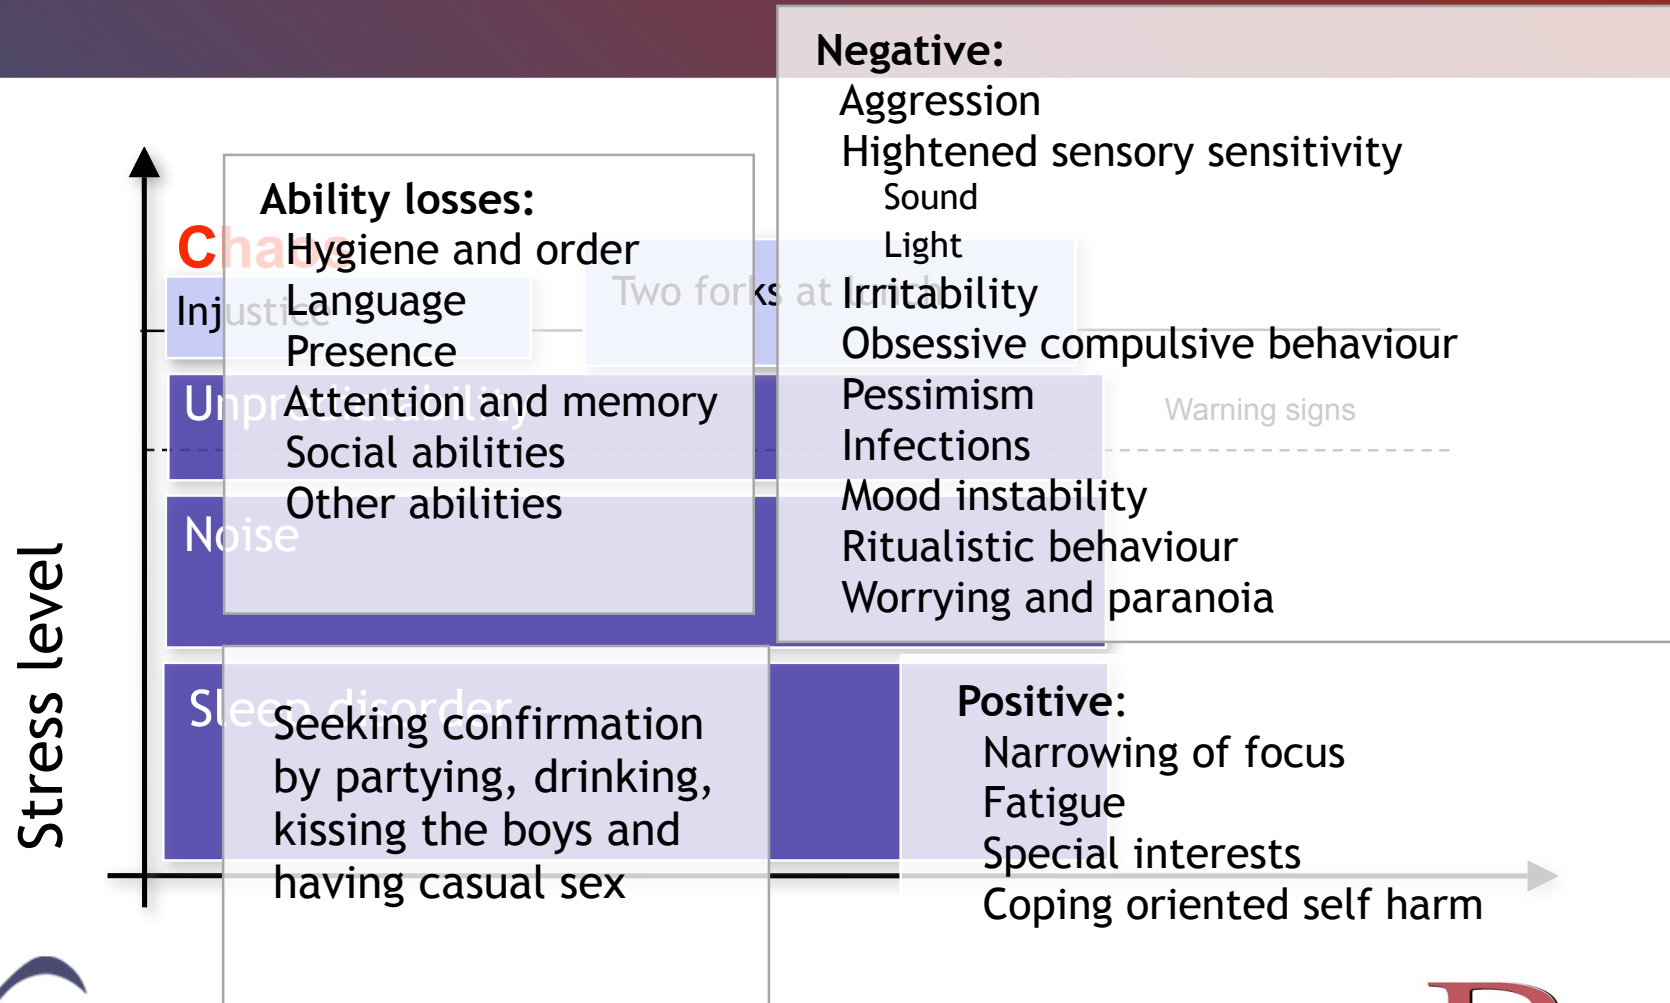 Negative:
Aggression
Hightened sensory sensitivity
Sound
Light
Irritability
Obsessive compulsive behaviour
Pessimism
Infections
Mood instability
Ritualistic behaviour
Worrying and paranoia
Ability losses:
Hygiene and order
Language
Presence
Attention and memory
Social abilities
Other abilities
Chaos
Injustice
Two forks at lunch
Unpredictability
Warning signs
Noise
Sleep disorder
Stress level
Seeking confirmation
by partying, drinking,
kissing the boys and
having casual sex
Positive:
Narrowing of focus
Fatigue
Special interests
Coping oriented self harm